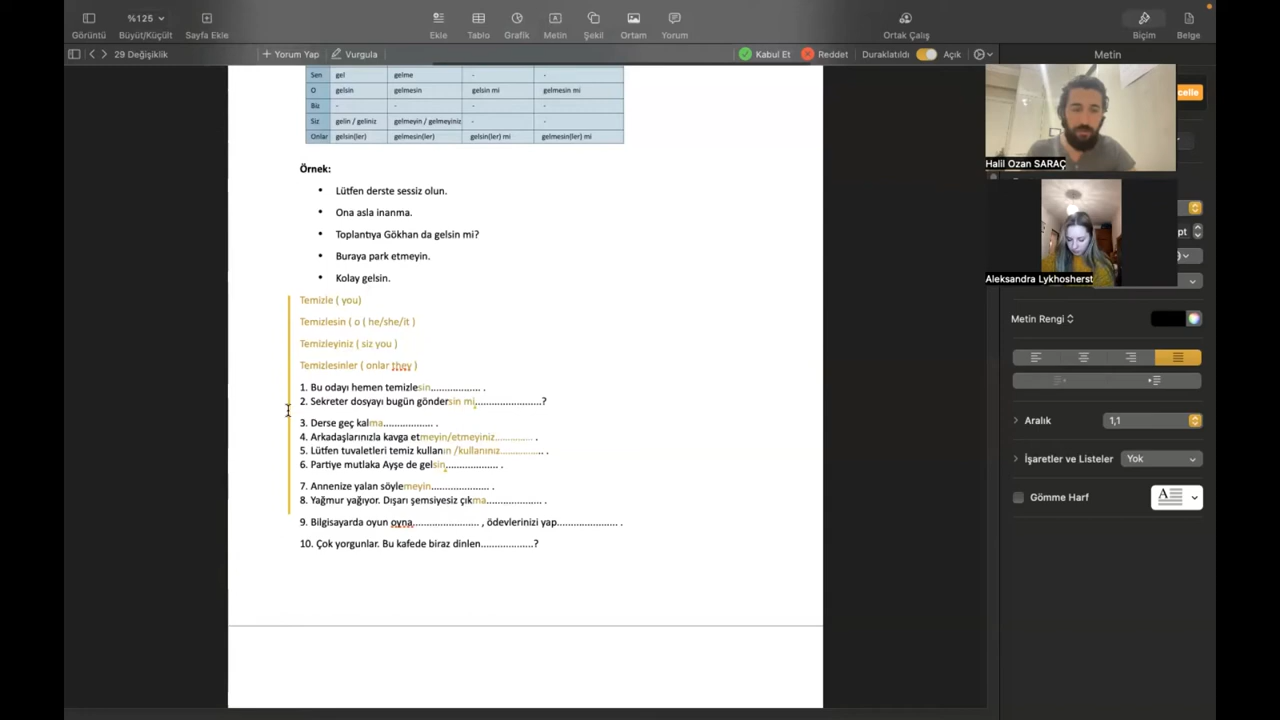 %125
Görüntü
Büyüt/Küçült
Sayfa Ekle
Ekle
Tablo
Grafik
Metin
Şekil
Ortam
Yorum
Ortak Çalış
Biçim
Belge
29 Değişiklik
Yorum Yap
Vurgula
Kabul Et
Reddet
Duraklatıldı
Açık
Metin
Sen gel gelme - -
O gelsin gelmesin gelsin mi gelmesin mi
Biz - - - -
Siz gelin / geliniz gelmeyin / gelmeyiniz - -
Onlar gelsin(ler) gelmesin(ler) gelsin(ler) mi gelmesin(ler) mi
Örnek:
• Lütfen derste sessiz olun.
• Ona asla inanma.
• Toplantıya Gökhan da gelsin mi?
• Buraya park etmeyin.
• Kolay gelsin.
Temizle ( you)
Temizlesin ( o ( he/she/it )
Temizleyiniz ( siz you )
Temizlesinler ( onlar they )
1. Bu odayı hemen temizlesin................. .
2. Sekreter dosyayı bugün göndersin mi.......................?
3. Derse geç kalma................. .
4. Arkadaşlarınızla kavga etmeyin/etmeyiniz............. .
5. Lütfen tuvaletleri temiz kullanın /kullanınız............... .
6. Partiye mutlaka Ayşe de gelsin.................. .
7. Annenize yalan söylemeyin.................... .
8. Yağmur yağıyor. Dışarı şemsiyesiz çıkma................... .
9. Bilgisayarda oyun oyna....................... , ödevlerinizi yap..................... .
10. Çok yorgunlar. Bu kafede biraz dinlen..................?
Halil Ozan SARAÇ
Aleksandra Lykhosherst
celle
pt
Metin Rengi
Aralık
1,1
İşaretler ve Listeler
Yok
Gömme Harf